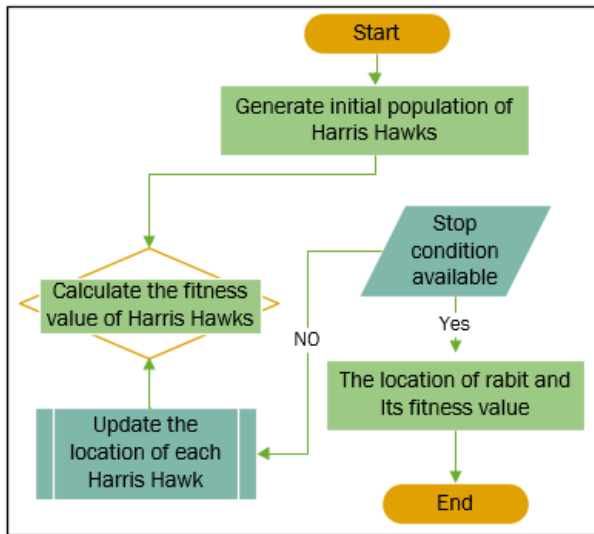 Start
Generate initial population of
Harris Hawks
Stop
condition
available
Calculate the fitness
value of Harris Hawks
NO
Yes
The location of rabit and
Its fitness value
Update the
location of each
Harris Hawk
End